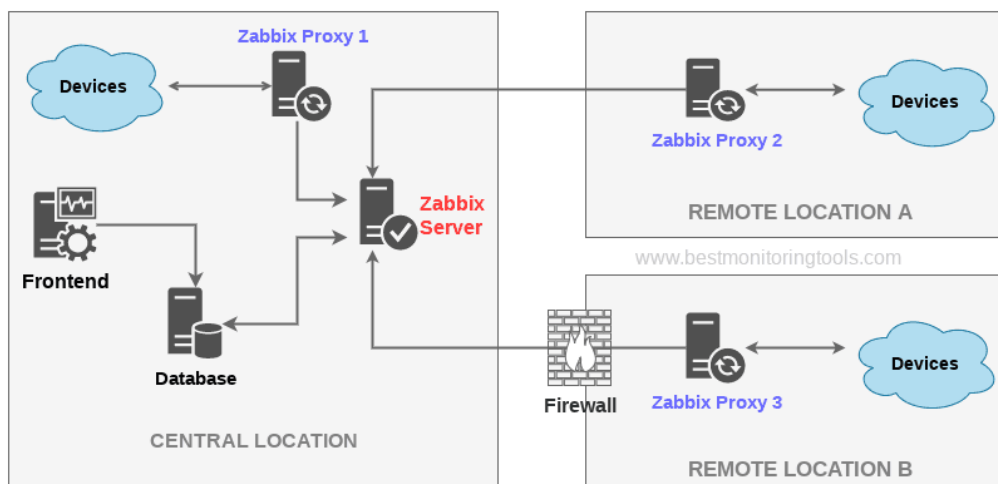 Zabbix Proxy 1
Devices
Zabbix
Server
Frontend
Database
CENTRAL LOCATION
Zabbix Proxy 2
Devices
REMOTE LOCATION A
www.bestmonitoringtools.com
Firewall
Zabbix Proxy 3
Devices
REMOTE LOCATION B